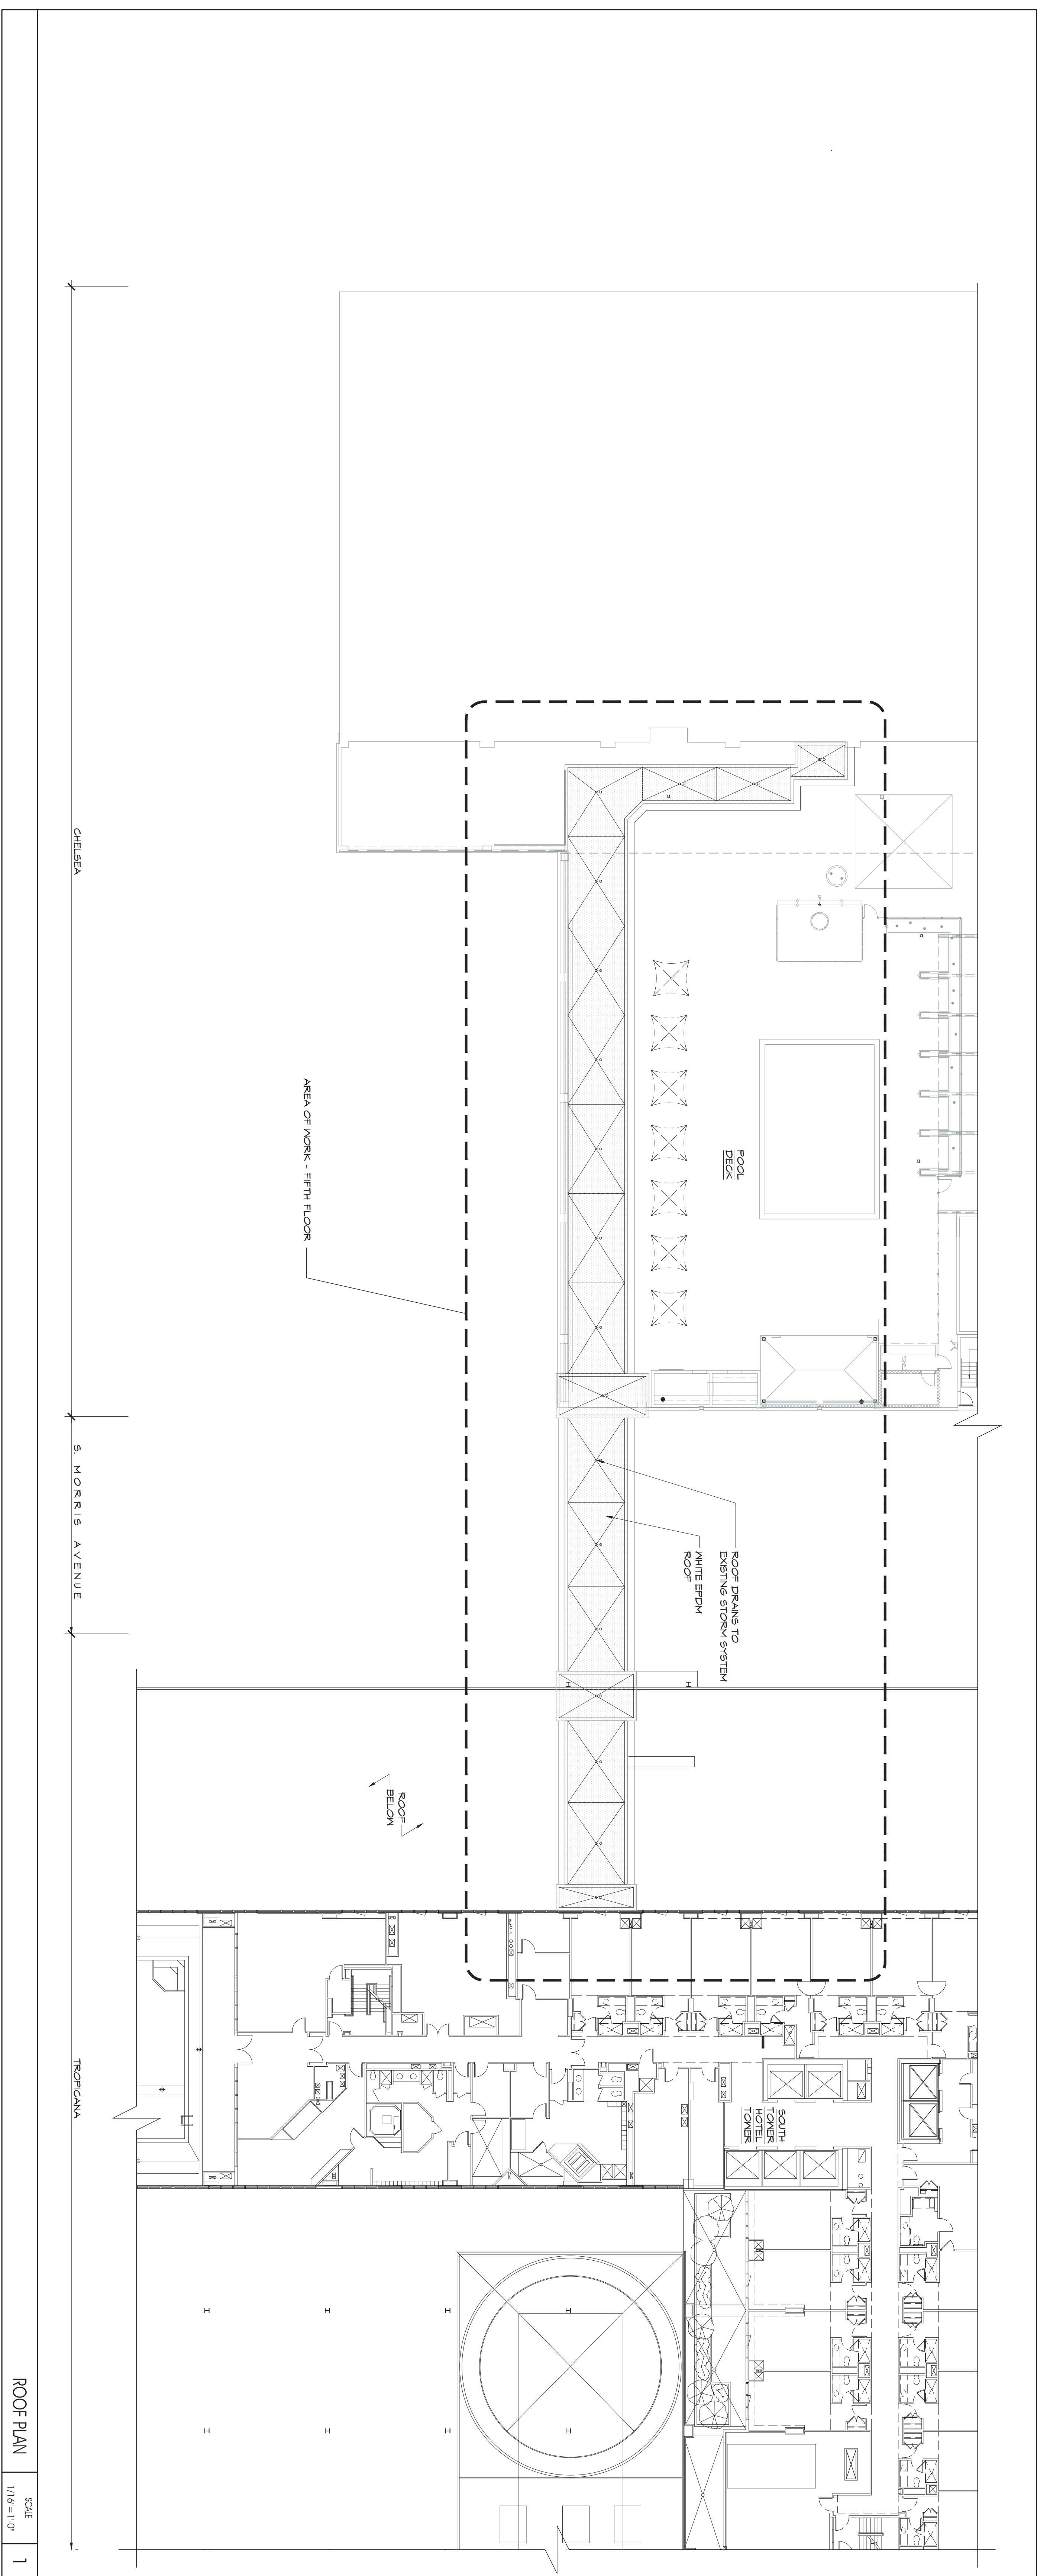 CHELSEA
S. MORRIS AVENUE
TROPICANA
AREA OF WORK - FIFTH FLOOR
POOL
DECK
ROOF DRAINS TO
EXISTING STORM SYSTEM
WHITE EPDM
ROOF
ROOF
BELOW
SOUTH
TOWER
HOTEL
TOWER
ROOF PLAN
SCALE
1/16"=1'-0"
1